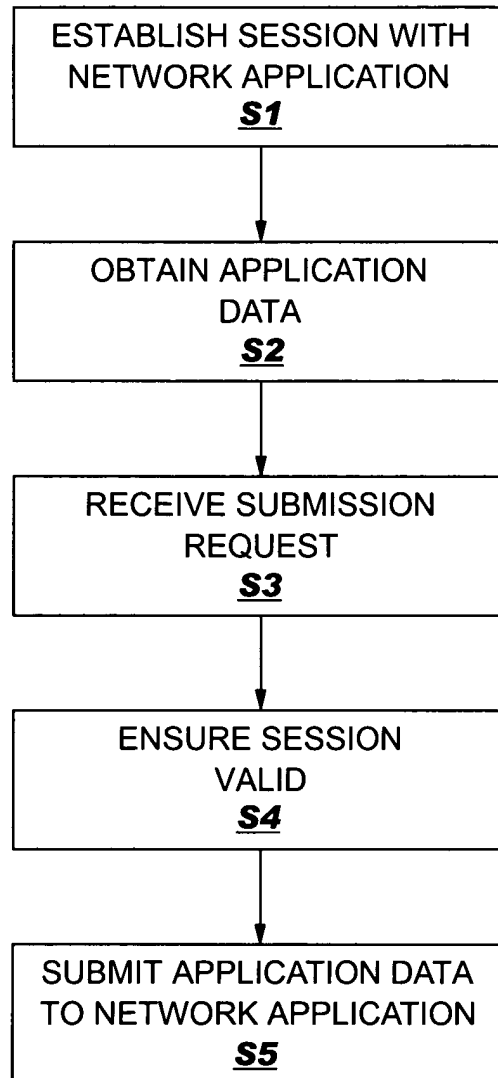 ESTABLISH SESSION WITH
NETWORK APPLICATION
S1
OBTAIN APPLICATION
DATA
S2
RECEIVE SUBMISSION
REQUEST
S3
ENSURE SESSION
VALID
S4
SUBMIT APPLICATION DATA
TO NETWORK APPLICATION
S5